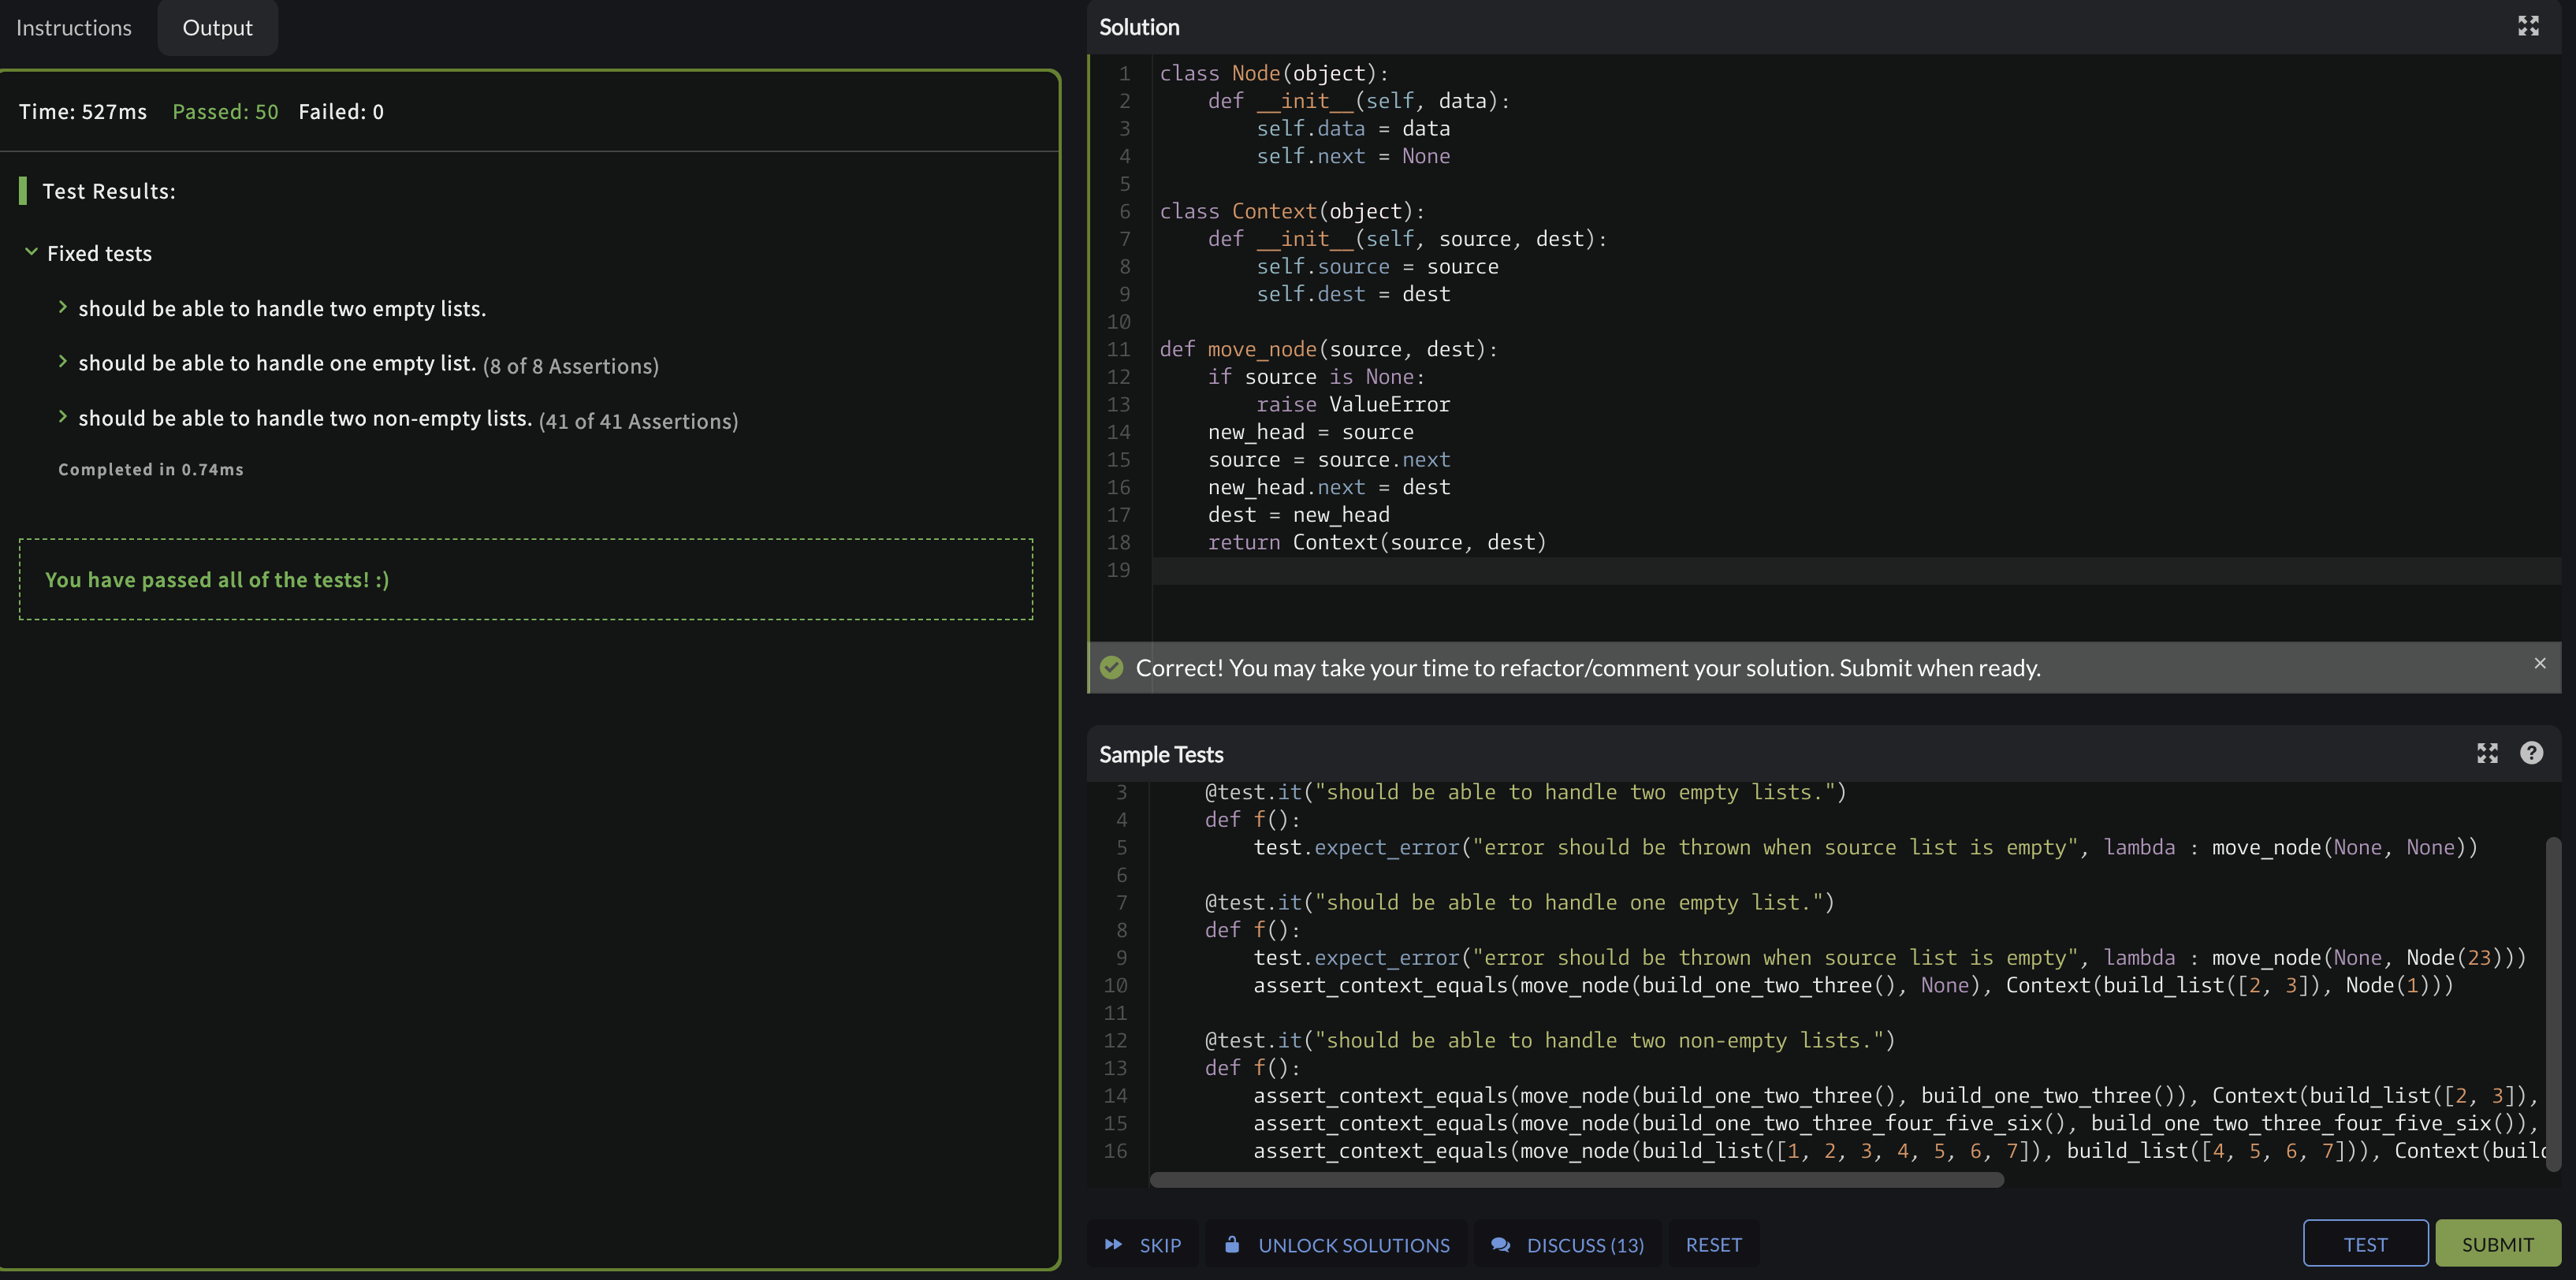 Instructions
Output
Time: 527ms Passed: 50 Failed: 0
Test Results:
Fixed tests
should be able to handle two empty lists.
should be able to handle one empty list. (8 of 8 Assertions)
should be able to handle two non-empty lists. (41 of 41 Assertions)
Completed in 0.74ms
You have passed all of the tests! :)
Solution
1 class Node(object):
2     def __init__(self, data):
3         self.data = data
4         self.next = None
5
6 class Context(object):
7     def __init__(self, source, dest):
8         self.source = source
9         self.dest = dest
10
11 def move_node(source, dest):
12     if source is None:
13         raise ValueError
14     new_head = source
15     source = source.next
16     new_head.next = dest
17     dest = new_head
18     return Context(source, dest)
19
Correct! You may take your time to refactor/comment your solution. Submit when ready.
Sample Tests
3     @test.it("should be able to handle two empty lists.")
4     def f():
5         test.expect_error("error should be thrown when source list is empty", lambda : move_node(None, None))
6
7     @test.it("should be able to handle one empty list.")
8     def f():
9         test.expect_error("error should be thrown when source list is empty", lambda : move_node(None, Node(23)))
10         assert_context_equals(move_node(build_one_two_three(), None), Context(build_list([2, 3]), Node(1)))
11
12     @test.it("should be able to handle two non-empty lists.")
13     def f():
14         assert_context_equals(move_node(build_one_two_three(), build_one_two_three()), Context(build_list([2, 3]),
15         assert_context_equals(move_node(build_one_two_three_four_five_six(), build_one_two_three_four_five_six()),
16         assert_context_equals(move_node(build_list([1, 2, 3, 4, 5, 6, 7]), build_list([4, 5, 6, 7])), Context(build
SKIP
UNLOCK SOLUTIONS
DISCUSS (13)
RESET
TEST
SUBMIT